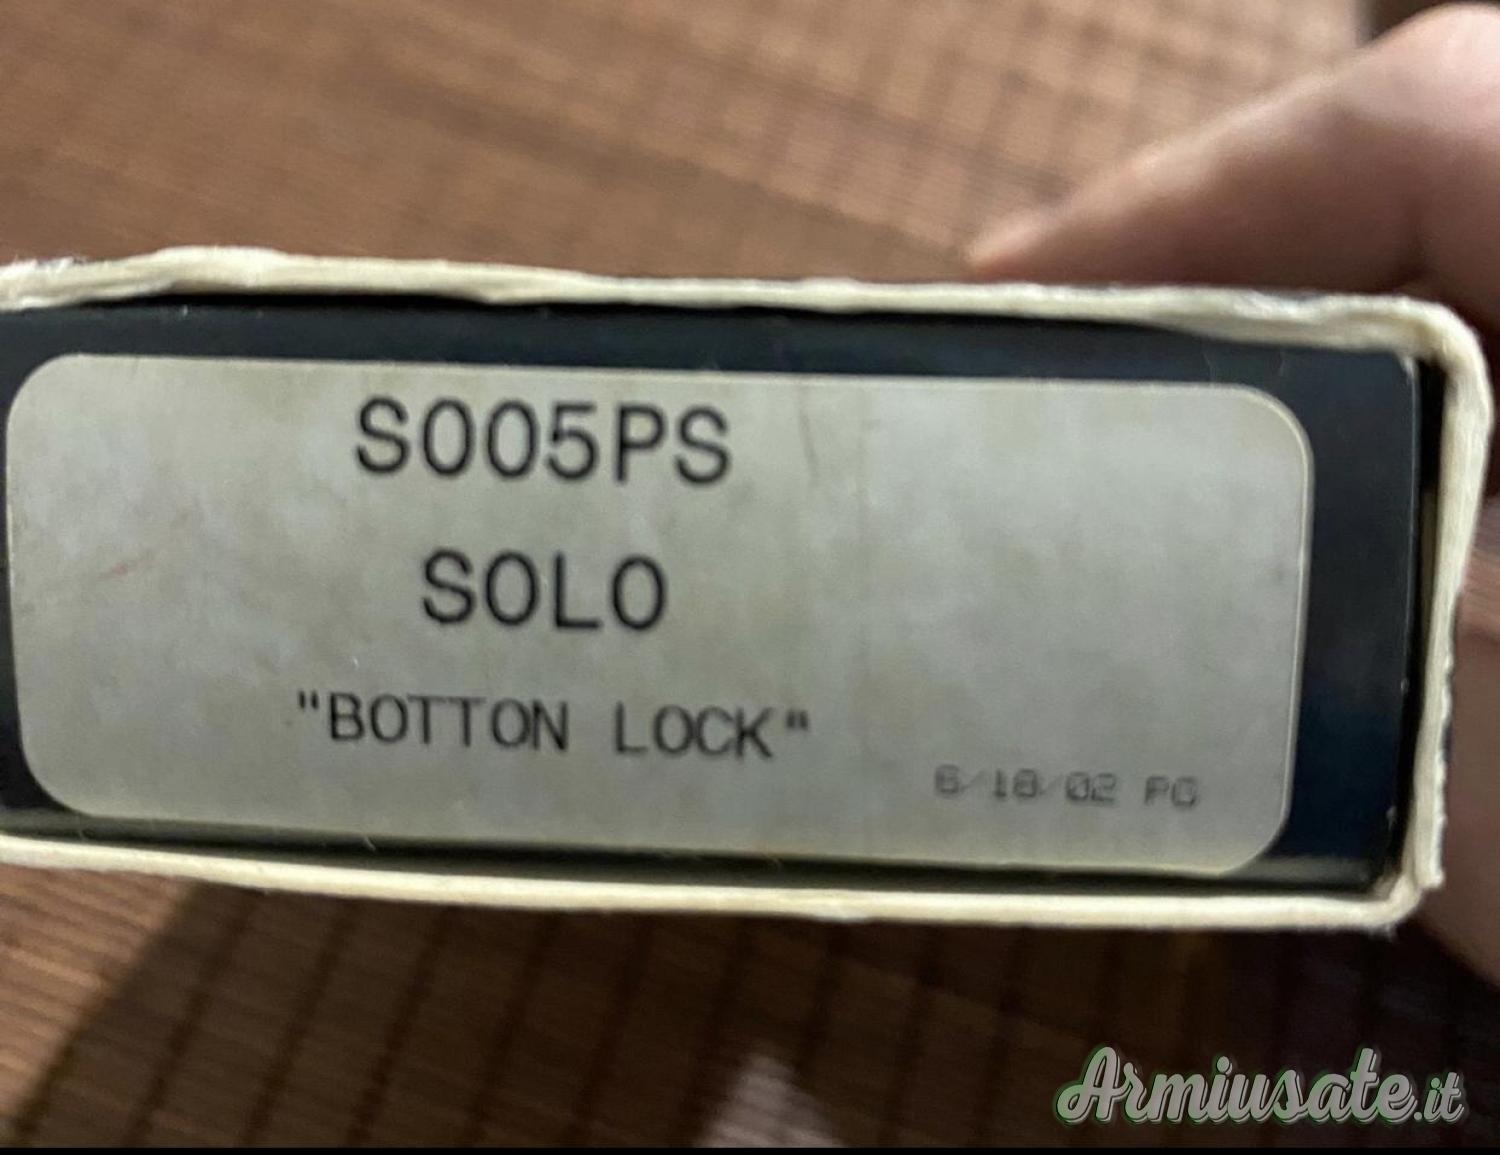 S005PS
SOLO
"BOTTON LOCK"
6/18/02 PG
Armiusate.it